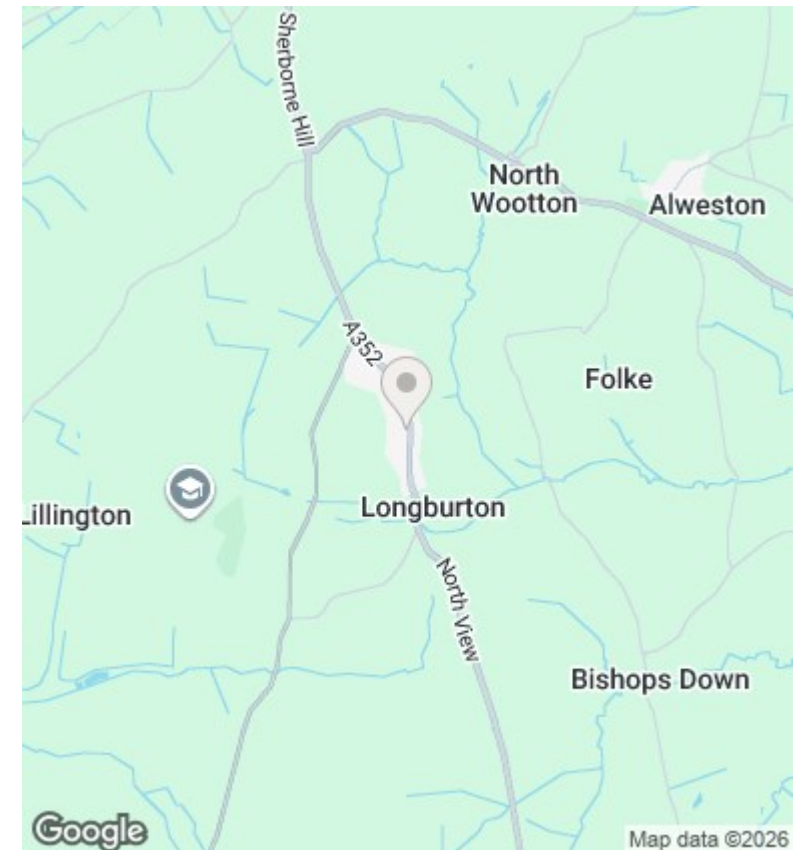 Sherborne Hill
North
Wootton
Alweston
A352
Folke
Lillington
Longburton
North View
Bishops Down
Google
Map data ©2026